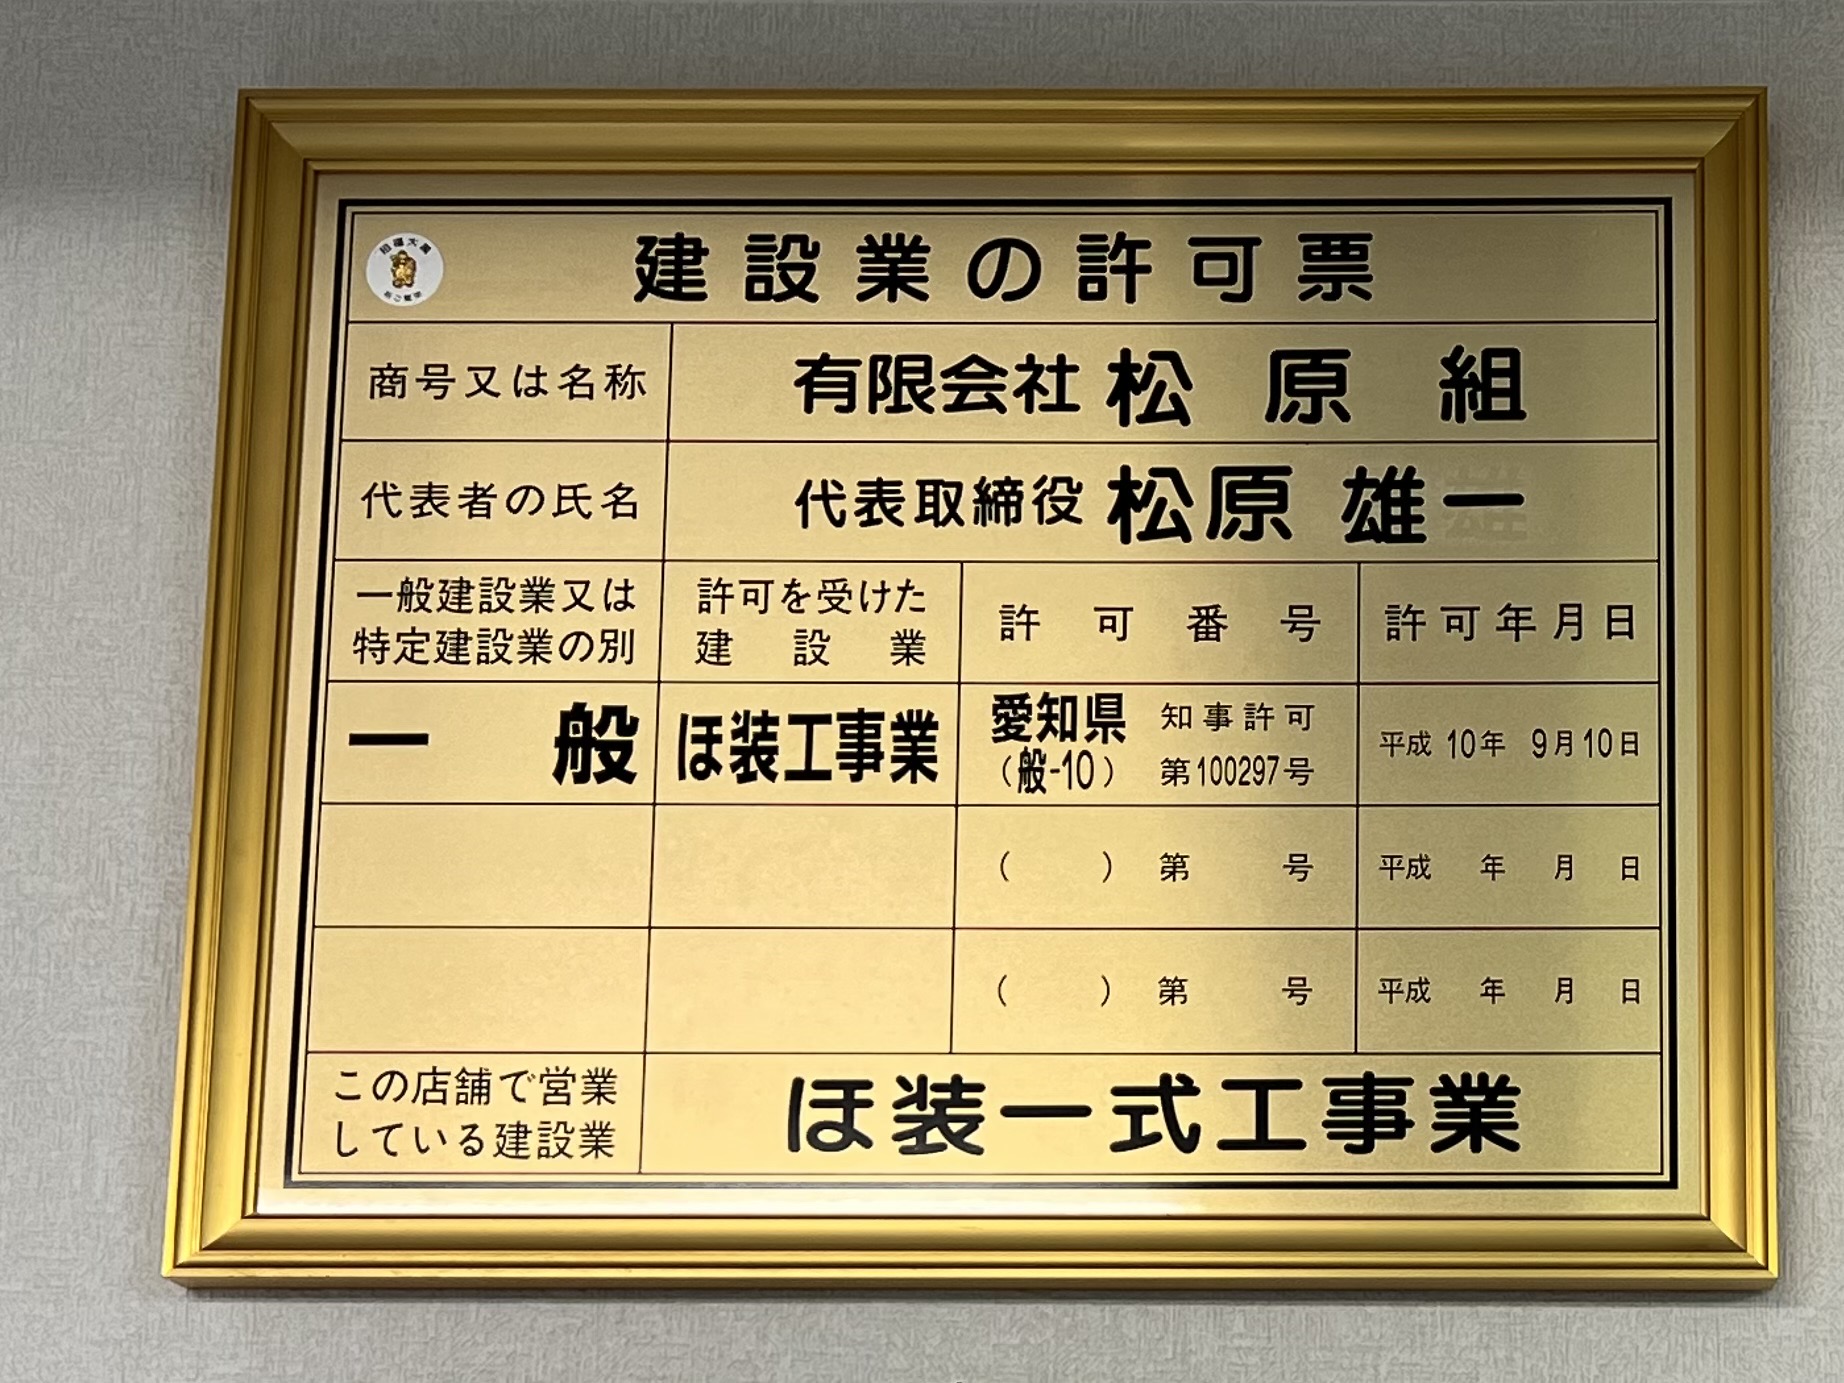 建設業の許可票
商号又は名称 有限会社 松原組
代表者の氏名 代表取締役 松原 雄一
一般建設業又は
特定建設業の別
許可を受けた
建設業
許可番号
許可年月日
一般 ほ装工事業
愛知県 知事許可
(般-10) 第100297号
平成10年 9月10日
( ) 第 号 平成 年 月 日
( ) 第 号 平成 年 月 日
この店舗で営業
している建設業
ほ装一式工事業